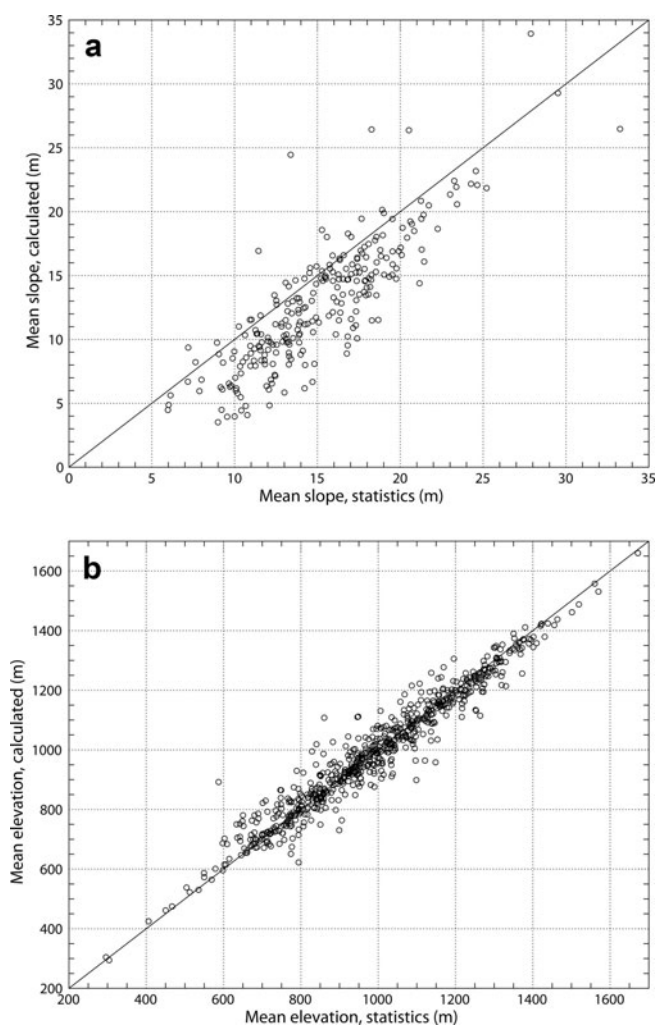 a
35
30
25
20
15
10
5
0
Mean slope, calculated (m)
0 5 10 15 20 25 30 35
Mean slope, statistics (m)
b
1600
1400
1200
1000
800
600
400
200
Mean elevation, calculated (m)
200 400 600 800 1000 1200 1400 1600
Mean elevation, statistics (m)